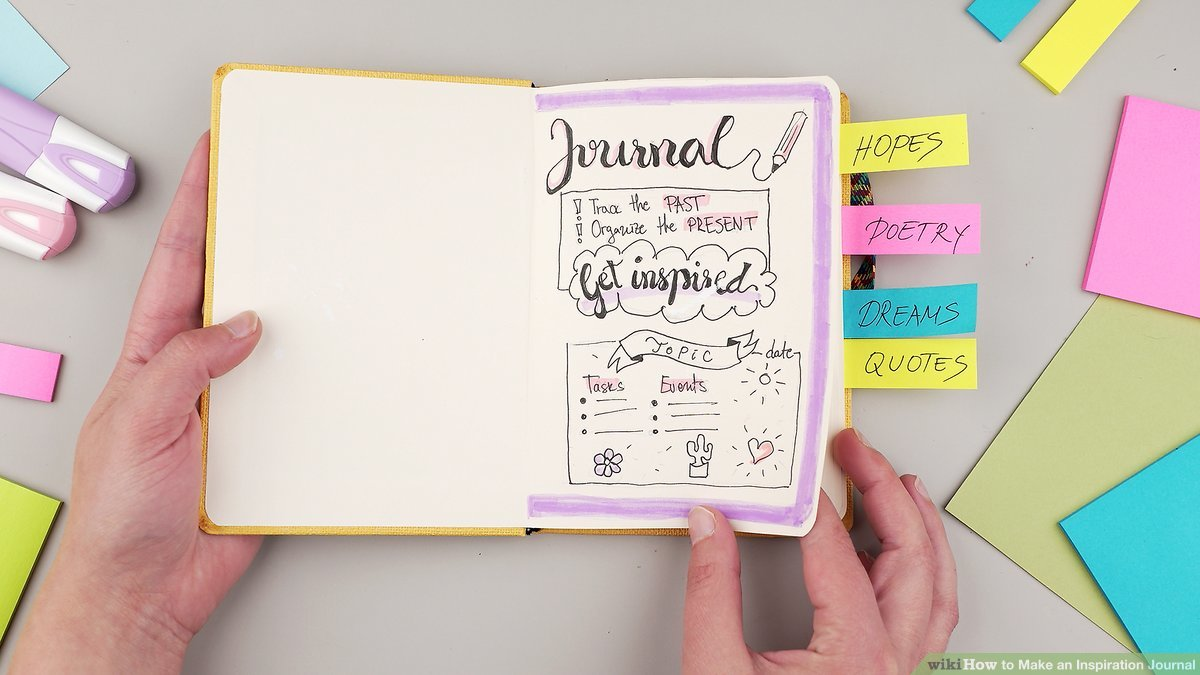 Journal
Trace the PAST
Organize the PRESENT
Get inspired.
TOPIC
date
Tasks Events
HOPES
POETRY
DREAMS
QUOTES
wikiHow to Make an Inspiration Journal